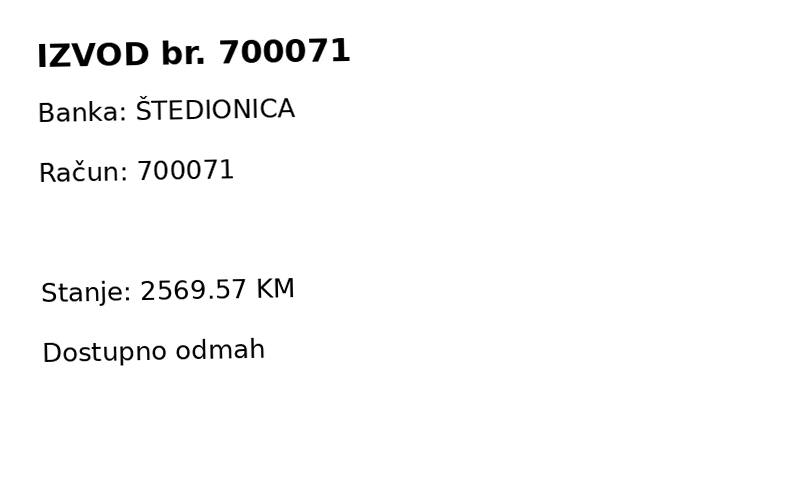 IZVOD br. 700071
Banka: ŠTEDIONICA
Račun: 700071
Stanje: 2569.57 KM
Dostupno odmah